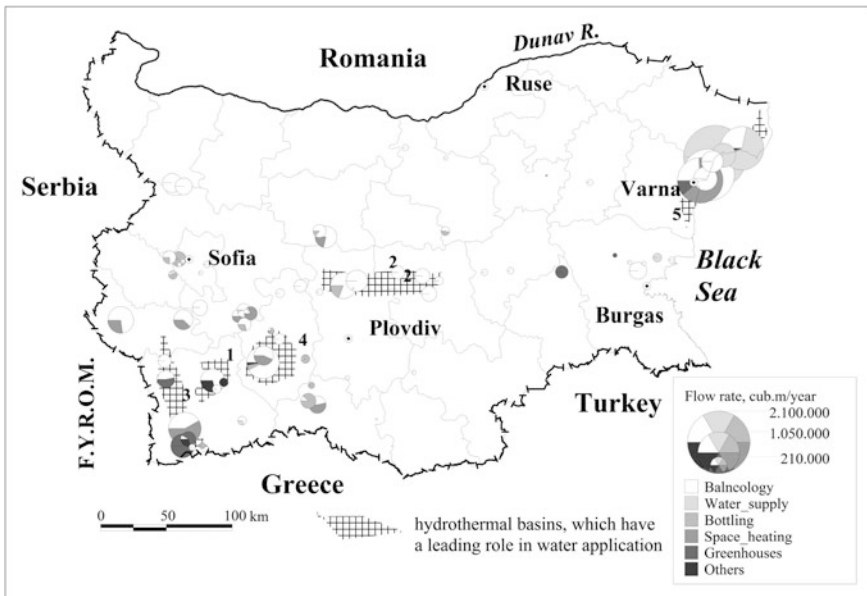 Romania
Dunav R.
Ruse
Serbia
Varna
1
5
Sofia
2
2
Black
Sea
Burgas
Plovdiv
4
1
3
F.Y.R.O.M.
Turkey
Greece
0 50 100 km
hydrothermal basins, which have
a leading role in water application
Flow rate, cub.m/year
2.100.000
1.050.000
210.000
Balncology
Water_supply
Bottling
Space_heating
Greenhouses
Others